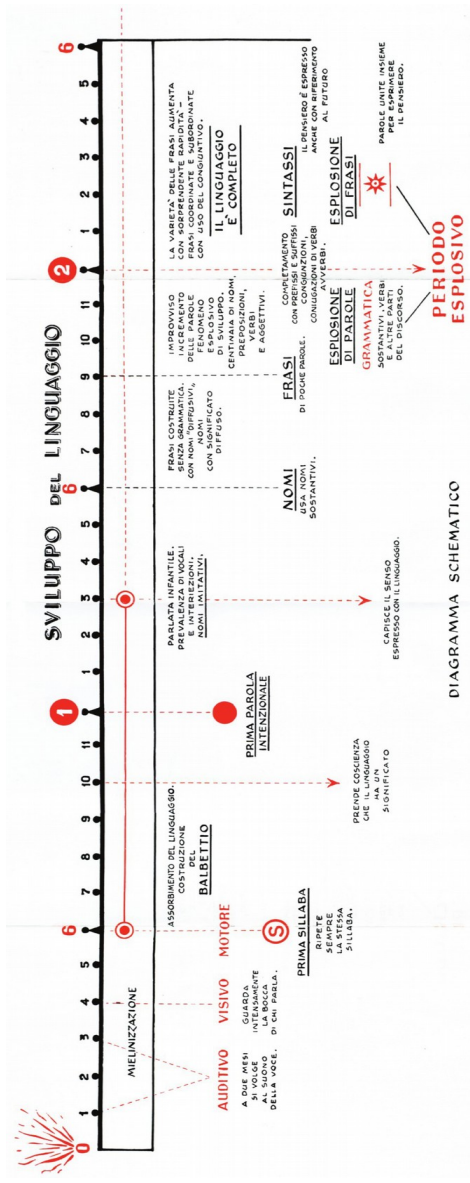 SVILUPPO DEL LINGUAGGIO
0
1
2
3
4
5
6
7
8
9
10
11
1
1
2
3
4
5
6
7
8
9
10
11
2
1
2
3
4
5
6
MIELINIZZAZIONE
AUDITIVO
A DUE MESI
SI VOLGE
AL SUONO
DELLA VOCE.
VISIVO
GUARDA
INTENSAMENTE
LA BOCCA
DI CHI PARLA.
MOTORE
S
PRIMA SILLABA
RIPETE
SEMPRE
LA STESSA
SILLABA.
ASSORBIMENTO DEL LINGUAGGIO.
COSTRUZIONE
DEL
BALBETTIO
PRENDE COSCIENZA
CHE IL LINGUAGGIO
HA UN
SIGNIFICATO
PRIMA PAROLA
INTENZIONALE
PARLATA INFANTILE.
PREVALENZA DI VOCALI
E INTERIEZIONI.
NOMI IMITATIVI.
CAPISCE IL SENSO
ESPRESSO CON IL LINGUAGGIO.
FRASI COSTRUITE
SENZA GRAMMATICA.
CON NOMI "DIFFUSIVI,,
NOMI
CON SIGNIFICATO
DIFFUSO.
NOMI
USA NOMI
SOSTANTIVI.
IMPROVVISO
INCREMENTO
DELLE PAROLE
FENOMENO
ESPLOSIVO
DI SVILUPPO.
CENTINAIA DI NOMI,
PREPOSIZIONI,
VERBI
E AGGETTIVI.
FRASI
DI POCHE PAROLE.
LA VARIETA' DELLE FRASI AUMENTA
CON SORPRENDENTE RAPIDITA' –
FRASI COORDINATE E SUBORDINATE
CON USO DEL CONGIUNTIVO.
IL LINGUAGGIO
E' COMPLETO
COMPLETAMENTO
CON PREFISSI E SUFFISSI
CONGIUNZIONI,
CONIUGAZIONI DI VERBI
AVVERBI.
SINTASSI
IL PENSIERO È ESPRESSO
ANCHE CON RIFERIMENTO
AL FUTURO
ESPLOSIONE
DI PAROLE
GRAMMATICA
SOSTANTIVI, VERBI
E ALTRE PARTI
DEL DISCORSO.
ESPLOSIONE
DI FRASI
PAROLE UNITE INSIEME
PER ESPRIMERE
IL PENSIERO.
PERIODO
ESPLOSIVO
DIAGRAMMA SCHEMATICO